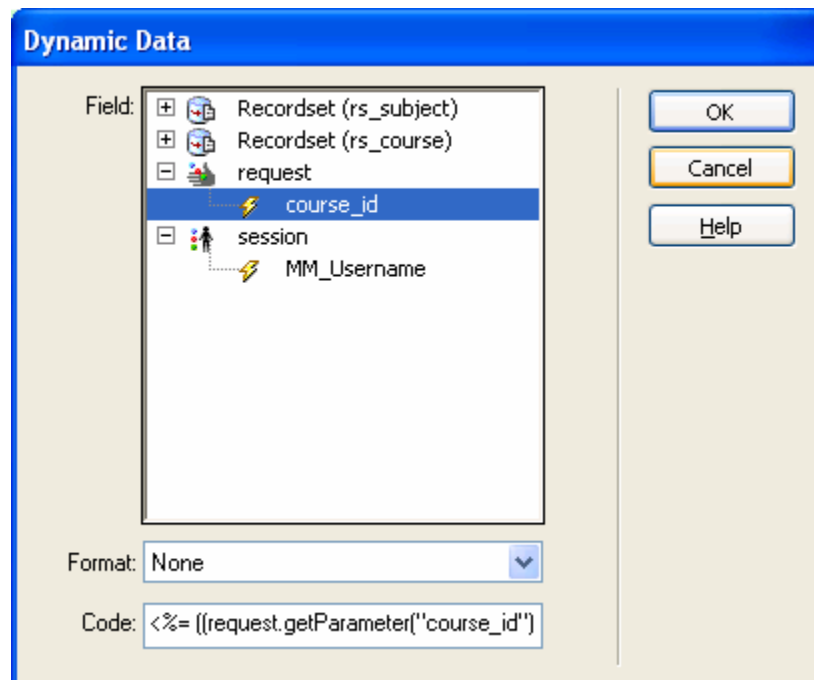 Dynamic Data
Field:
Recordset (rs_subject)
Recordset (rs_course)
request
course_id
session
MM_Username
OK
Cancel
Help
Format: None
Code: <%= ((request.getParameter("course_id")